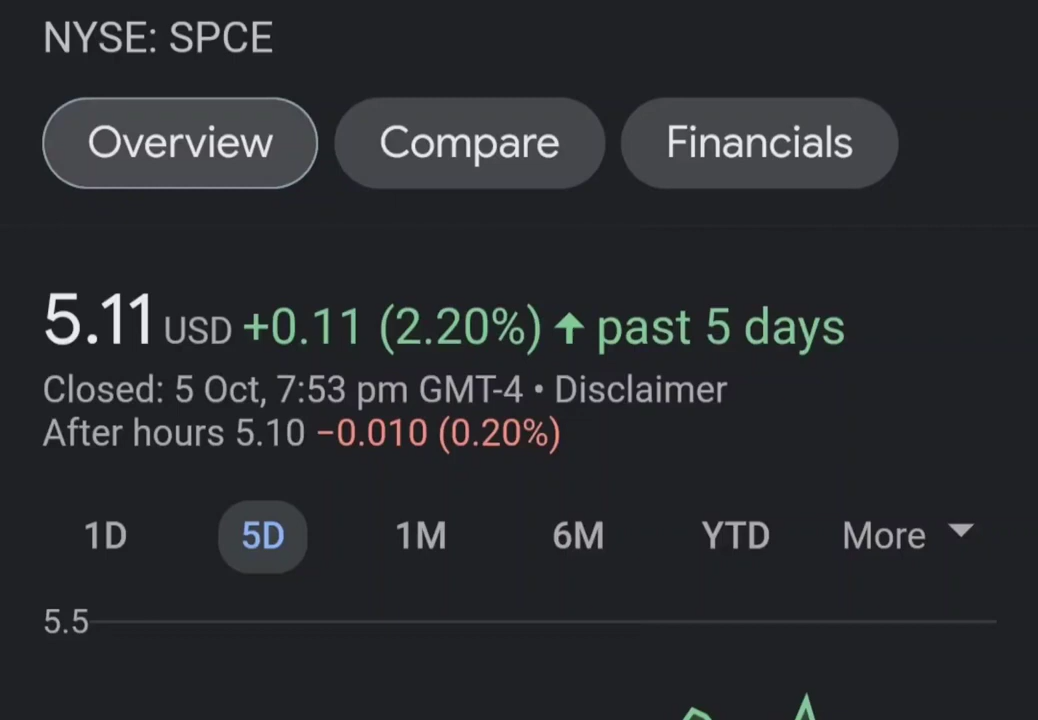 NYSE: SPCE
Overview Compare Financials
5.11 USD +0.11 (2.20%) ↑ past 5 days
Closed: 5 Oct, 7:53 pm GMT-4 • Disclaimer
After hours 5.10 −0.010 (0.20%)
1D 5D 1M 6M YTD More
5.5